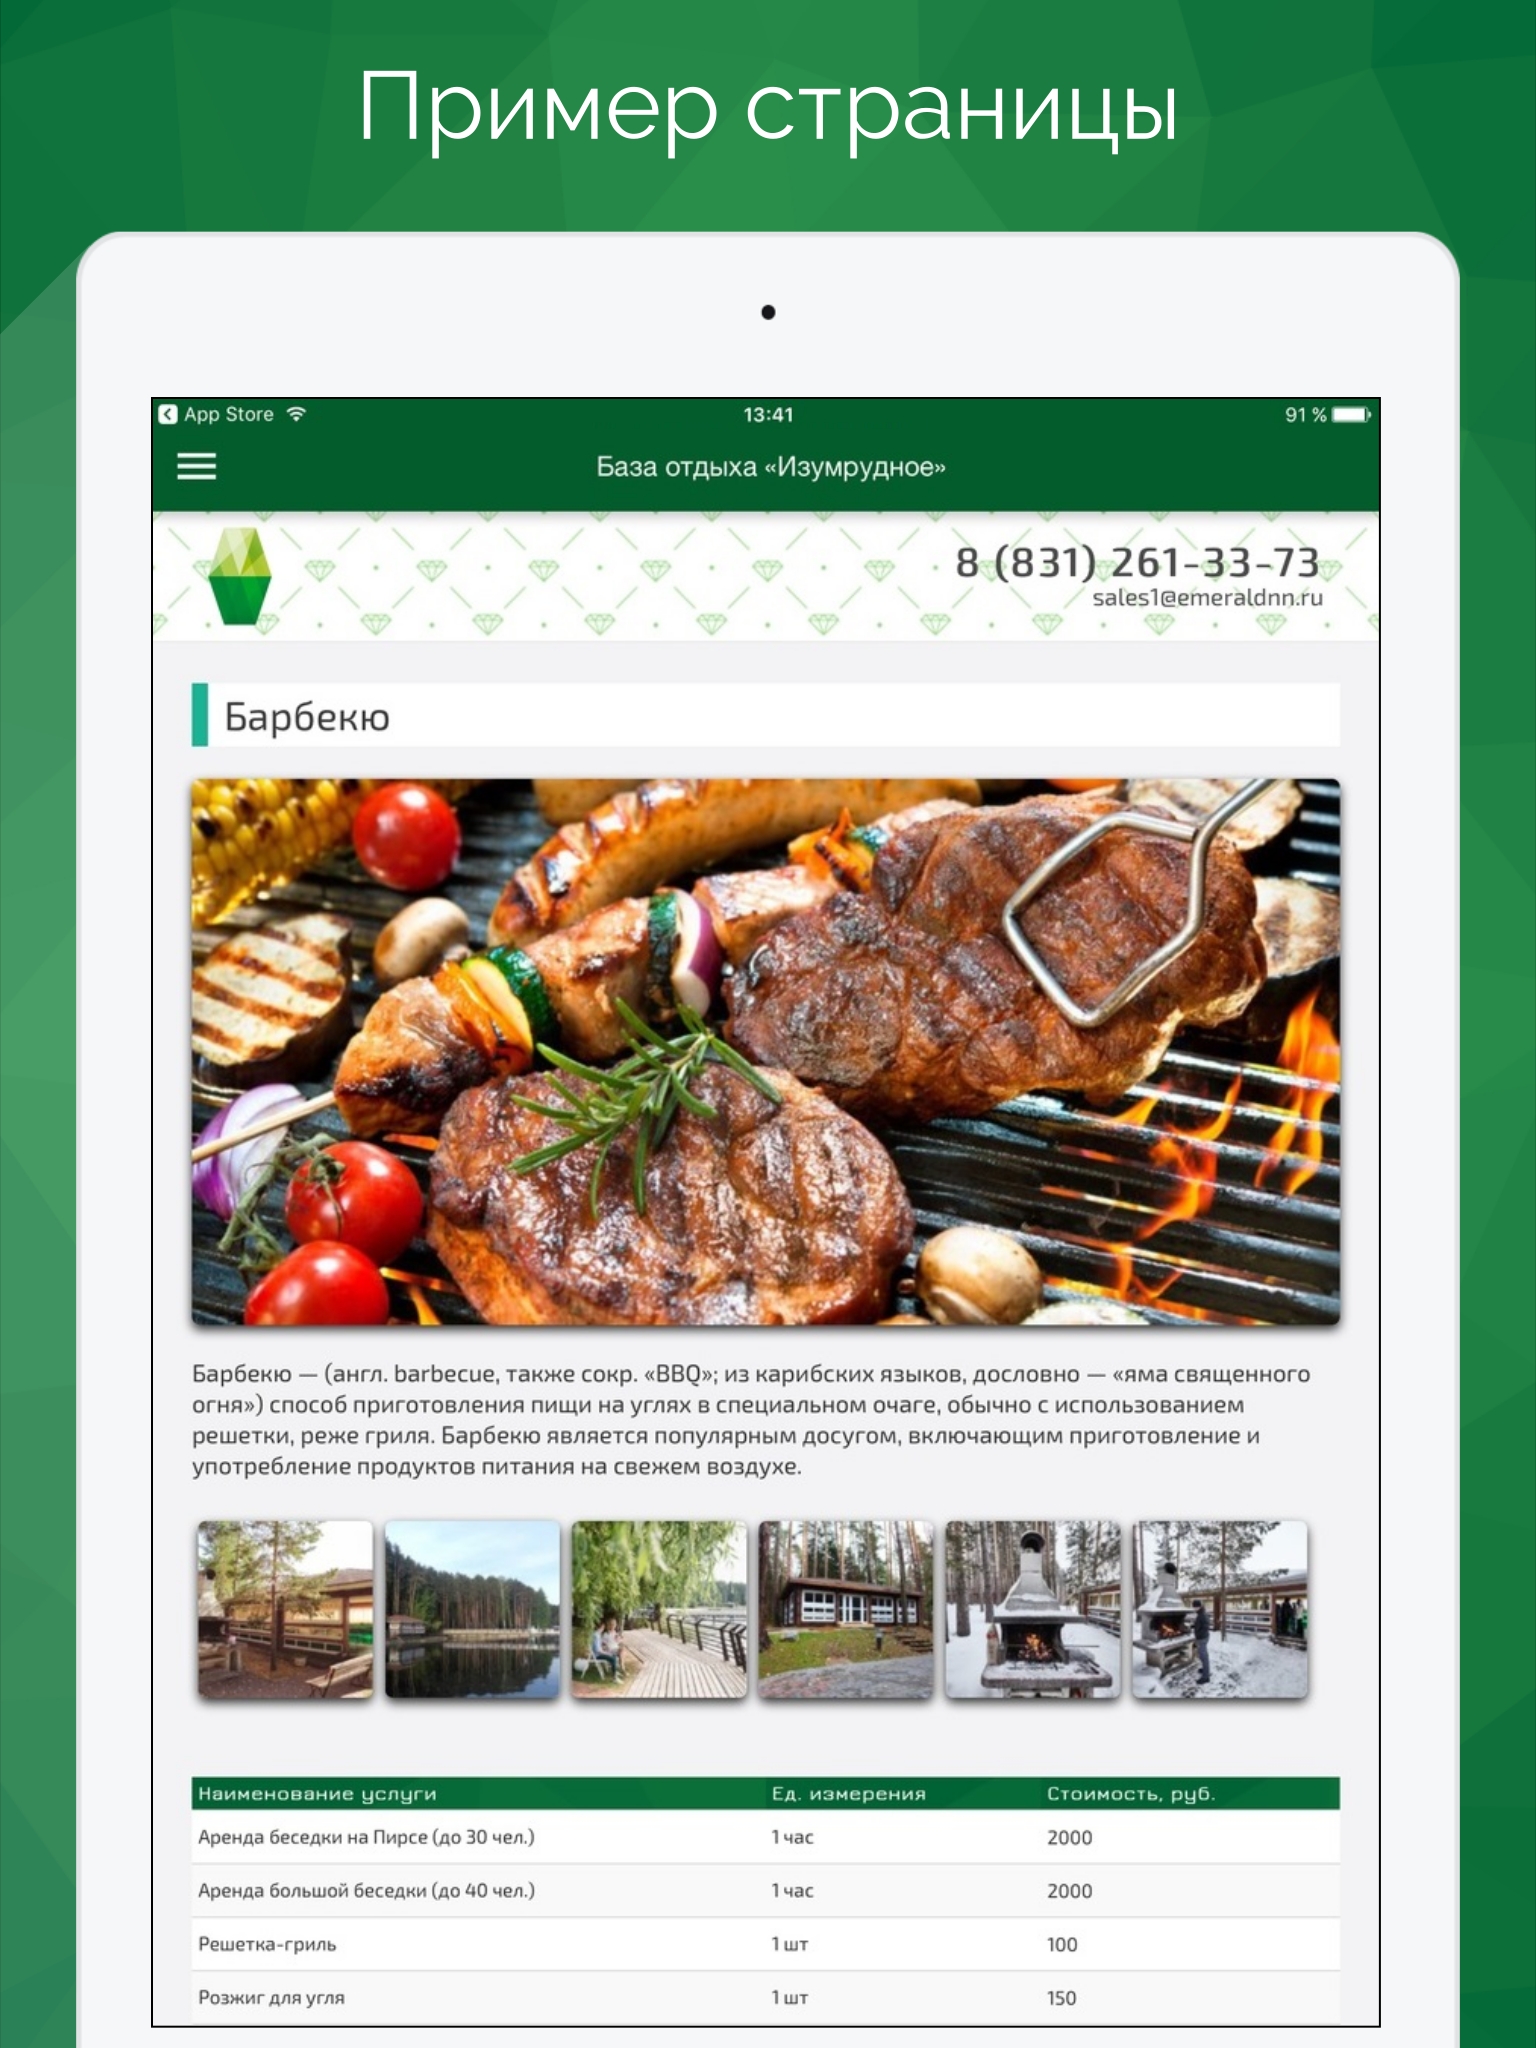 Пример страницы
App Store
13:41
91 %
База отдыха «Изумрудное»
8 (831) 261-33-73
sales1@emeraldnn.ru
Барбекю
Барбекю — (англ. barbecue, также сокр. «BBQ»; из карибских языков, дословно — «яма священного
огня») способ приготовления пищи на углях в специальном очаге, обычно с использованием
решетки, реже гриля. Барбекю является популярным досугом, включающим приготовление и
употребление продуктов питания на свежем воздухе.
Наименование услуги Ед. измерения Стоимость, руб.
Аренда беседки на Пирсе (до 30 чел.) 1 час 2000
Аренда большой беседки (до 40 чел.) 1 час 2000
Решетка-гриль 1 шт 100
Розжиг для угля 1 шт 150